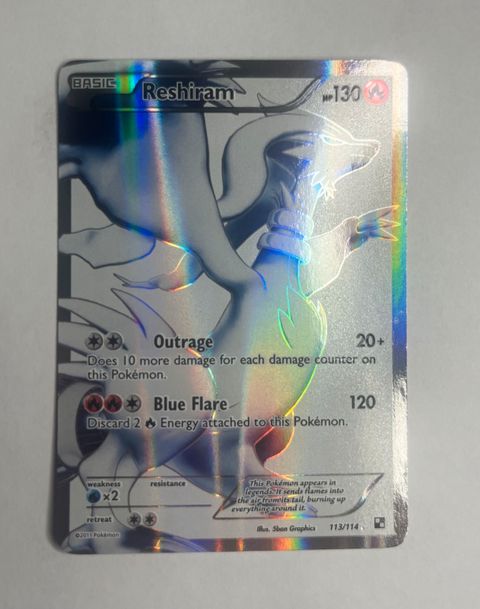 BASIC Reshiram HP130
Outrage 20+
Does 10 more damage for each damage counter on
this Pokémon.
Blue Flare 120
Discard 2 Energy attached to this Pokémon.
weakness resistance
×2
retreat
This Pokémon appears in
legends. It sends flames into
the air from its tail, burning up
everything around it.
Illus. 5ban Graphics 113/114
©2011 Pokémon